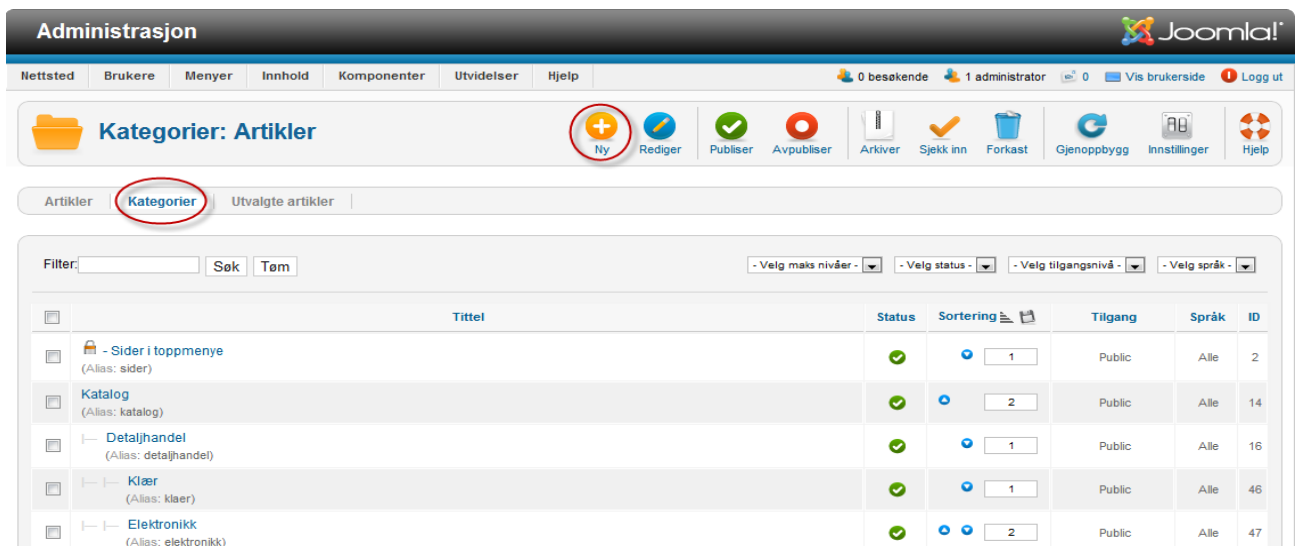 Administrasjon
Joomla!
Nettsted Brukere Menyer Innhold Komponenter Utvidelser Hjelp 0 besøkende 1 administrator 0 Vis brukerside Logg ut
Kategorier: Artikler
Ny Rediger Publiser Avpubliser Arkiver Sjekk inn Forkast Gjenoppbygg Innstillinger Hjelp
Artikler Kategorier Utvalgte artikler
Filter: Søk Tøm - Velg maks nivåer - - Velg status - - Velg tilgangsnivå - - Velg språk -
Tittel Status Sortering Tilgang Språk ID
- Sider i toppmenye 1 Public Alle 2
(Alias: sider)
Katalog 2 Public Alle 14
(Alias: katalog)
|— Detaljhandel 1 Public Alle 16
(Alias: detaljhandel)
|— |— Klær 1 Public Alle 46
(Alias: klaer)
|— |— Elektronikk 2 Public Alle 47
(Alias: elektronikk)